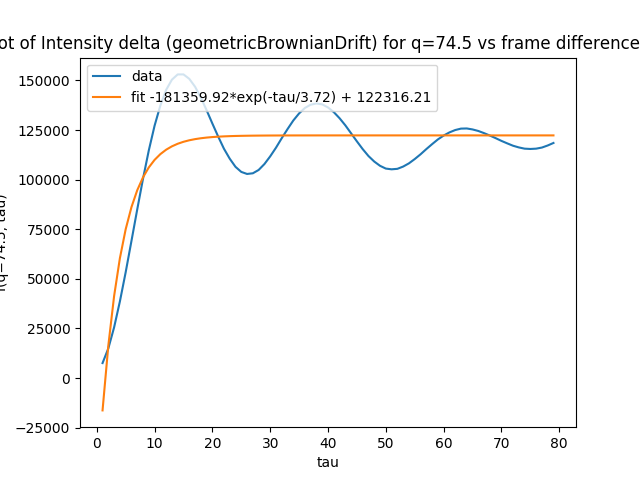 ot of Intensity delta (geometricBrownianDrift) for q=74.5 vs frame difference
data
fit -181359.92*exp(-tau/3.72) + 122316.21
150000
125000
100000
75000
50000
25000
0
-25000
0 10 20 30 40 50 60 70 80
tau
I(q=74.5, tau)